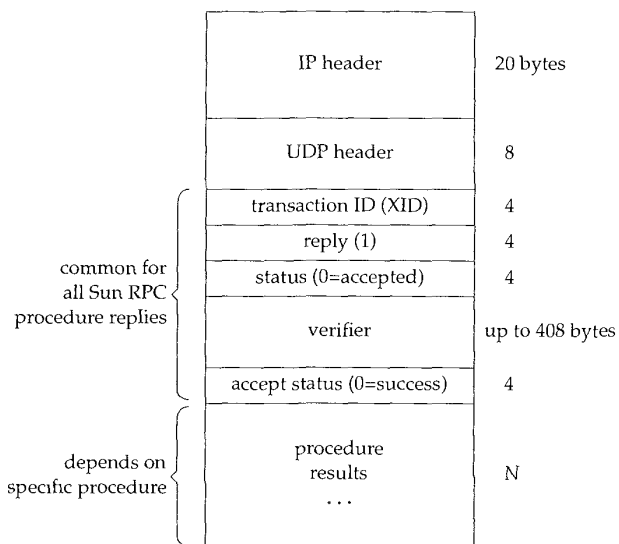 IP header
20 bytes
UDP header
8
transaction ID (XID)
4
reply (1)
4
common for
all Sun RPC
procedure replies
status (0=accepted)
4
verifier
up to 408 bytes
accept status (0=success)
4
depends on
specific procedure
procedure
results
...
N